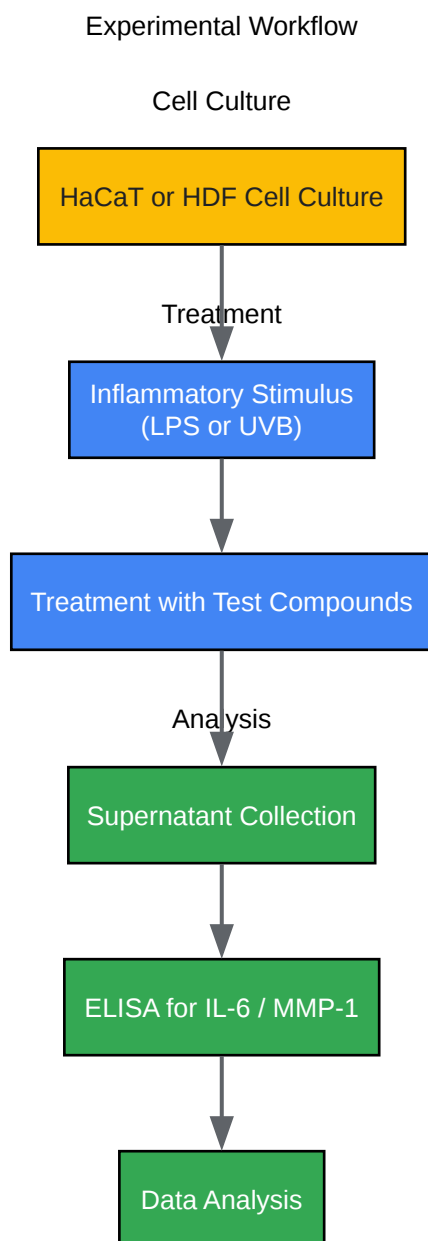 Experimental Workflow
Cell Culture
HaCaT or HDF Cell Culture
Treatment
Inflammatory Stimulus
(LPS or UVB)
Treatment with Test Compounds
Analysis
Supernatant Collection
ELISA for IL-6 / MMP-1
Data Analysis